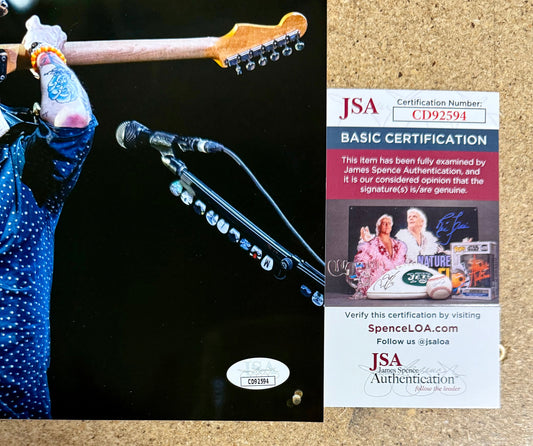 JSA
Certification Number:
CD92594
BASIC CERTIFICATION
This item has been fully examined by
James Spence Authentication, and
it is our considered opinion that the
signature(s) is/are genuine.
NATURE
JETS
Verify this certification by visiting
SpenceLOA.com
Follow us @jsaloa
JSA
James Spence
Authentication
follow the leader
CD92594